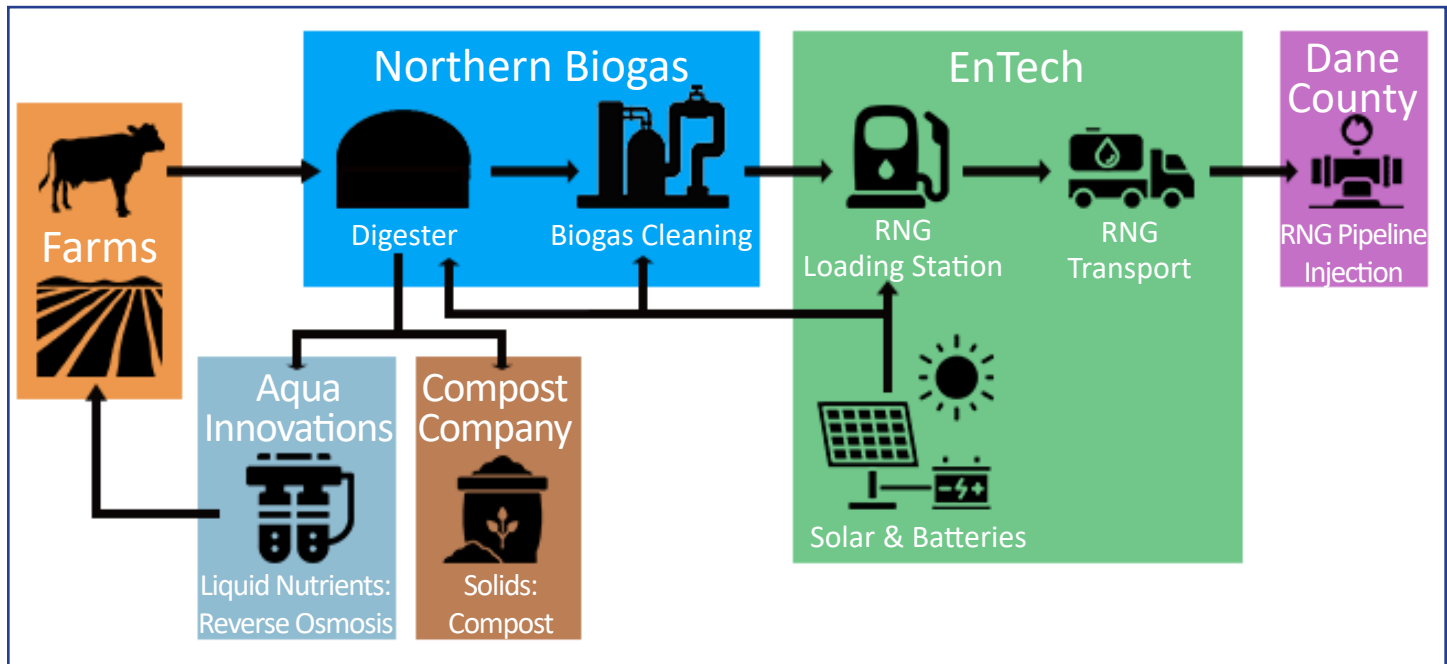 Northern Biogas
EnTech
Dane
County
Farms
Digester
Biogas Cleaning
RNG
Loading Station
RNG
Transport
RNG Pipeline
Injection
Aqua
Innovations
Compost
Company
Solar & Batteries
Liquid Nutrients:
Reverse Osmosis
Solids:
Compost